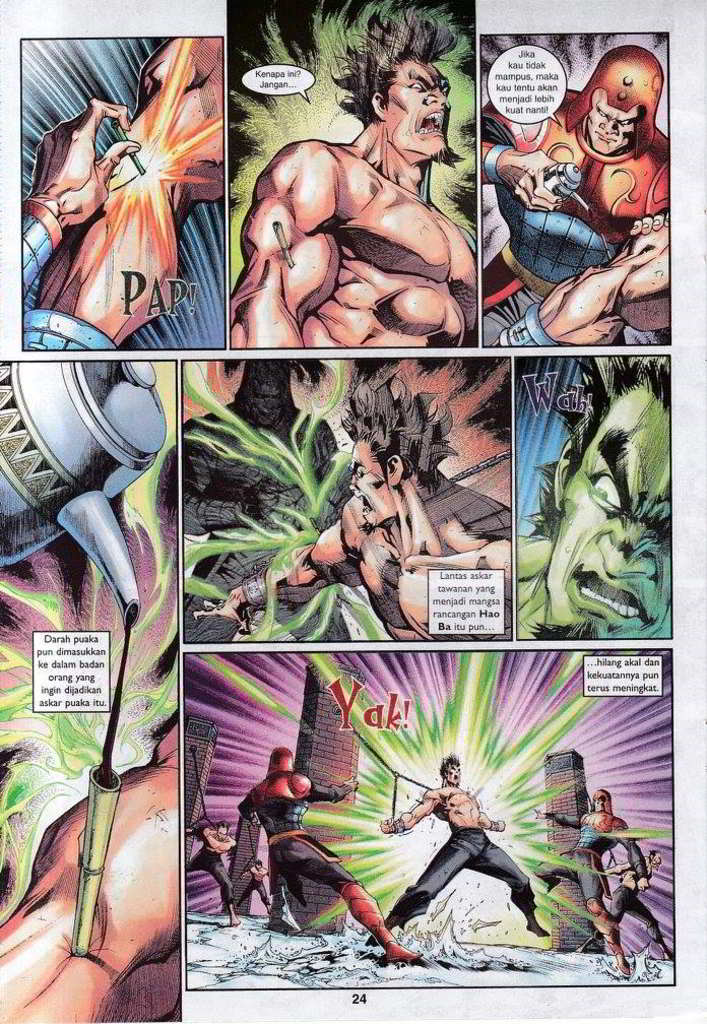 PAP!
Kenapa ini?
Jangan...
Jika
kau tidak
mampus, maka
kau tentu akan
menjadi lebih
kuat nanti!
Darah puaka
pun dimasukkan
ke dalam badan
orang yang
ingin dijadikan
askar puaka itu.
Lantas askar
tawanan yang
menjadi mangsa
rancangan Hao
Ba itu pun...
Wah!
Yak!
...hilang akal dan
kekuatannya pun
terus meningkat.
24